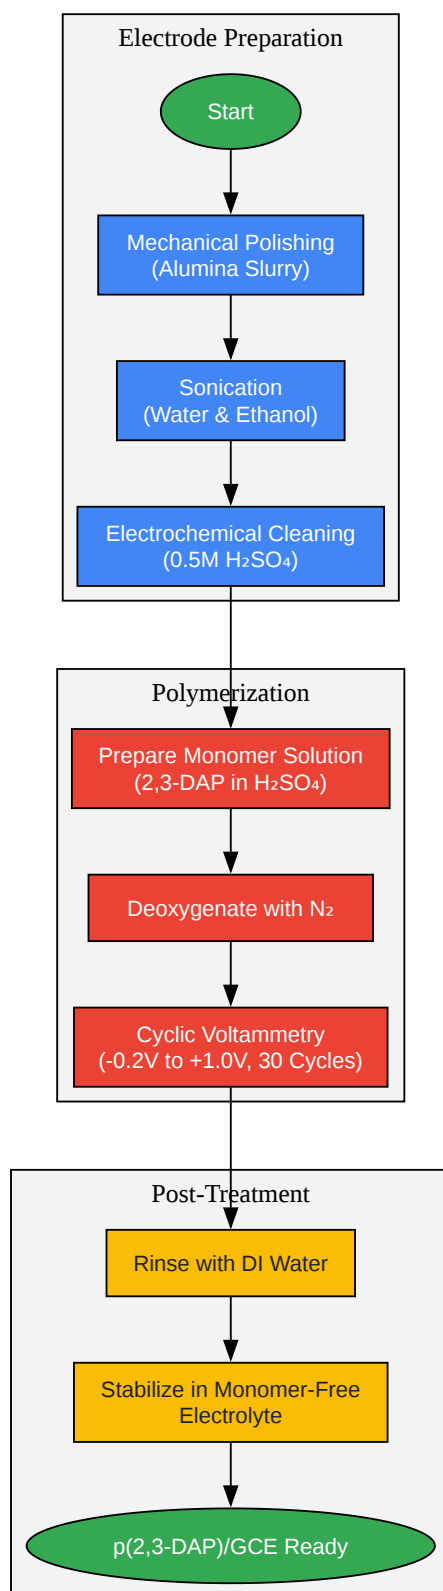 Electrode Preparation
Start
Mechanical Polishing
(Alumina Slurry)
Sonication
(Water & Ethanol)
Electrochemical Cleaning
(0.5M H₂SO₄)
Polymerization
Prepare Monomer Solution
(2,3-DAP in H₂SO₄)
Deoxygenate with N₂
Cyclic Voltammetry
(-0.2V to +1.0V, 30 Cycles)
Post-Treatment
Rinse with DI Water
Stabilize in Monomer-Free
Electrolyte
p(2,3-DAP)/GCE Ready